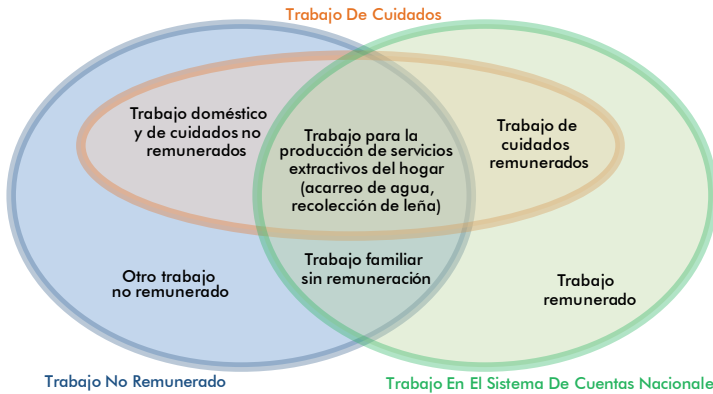 Trabajo De Cuidados
Trabajo doméstico
y de cuidados no
remunerados
Trabajo para la
producción de servicios
extractivos del hogar
(acarreo de agua,
recolección de leña)
Trabajo de
cuidados
remunerados
Otro trabajo
no remunerado
Trabajo familiar
sin remuneración
Trabajo
remunerado
Trabajo No Remunerado
Trabajo En El Sistema De Cuentas Nacionale